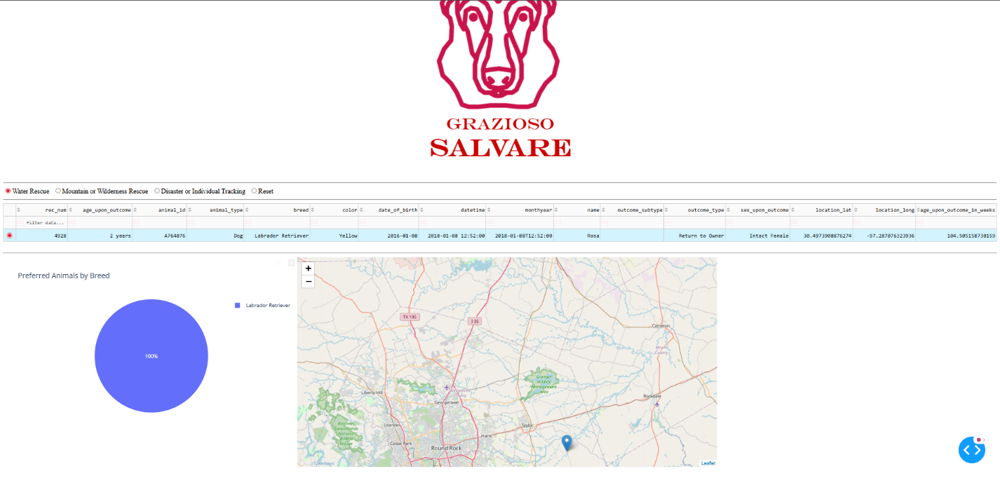 GRAZIOSO
SALVARE
Water Rescue Mountain or Wilderness Rescue Disaster or Individual Tracking Reset
rec_num age_upon_outcome animal_id animal_type breed color date_of_birth datetime monthyear name outcome_subtype outcome_type sex_upon_outcome location_lat location_long age_upon_outcome_in_weeks
filter data...
4928 2 years A764876 Dog Labrador Retriever Yellow 2016-01-08 2018-01-08 12:52:00 2018-01-08T12:52:00 Rosa Return to Owner Intact Female 30.4973908876274 -97.287076323936 104.505158730159
Preferred Animals by Breed
Labrador Retriever
100%
+
−
TX 195
I 35
Cameron
Milam
County
Granger
Wildlife
Management
Area
Liberty Hill
Georgetown
County
Rockdale
Leander
Taylor
Balcones
Canyonlands
National
Wildlife
Refuge
Hutto
Cedar Park
Round Rock
Leaflet